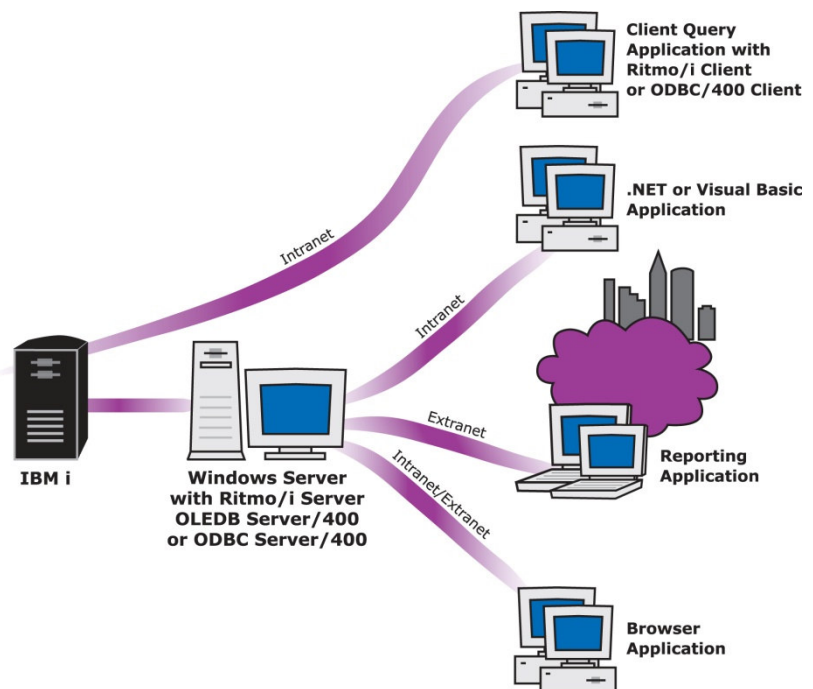 Client Query
Application with
Ritmo/i Client
or ODBC/400 Client
.NET or Visual Basic
Application
Intranet
Intranet
Extranet
Intranet/Extranet
IBM i
Windows Server
with Ritmo/i Server
OLEDB Server/400
or ODBC Server/400
Reporting
Application
Browser
Application